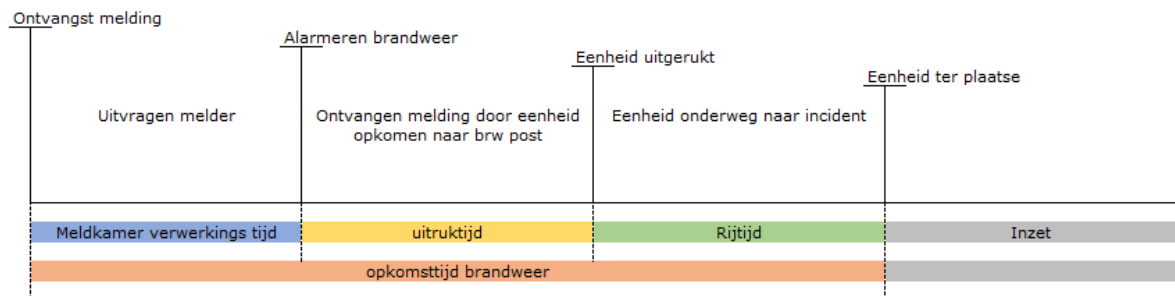 Ontvangst melding
Alarmeren brandweer
Eenheid uitgerukt
Eenheid ter plaatse
Uitvragen melder
Ontvangen melding door eenheid
opkomen naar brw post
Eenheid onderweg naar incident
Meldkamer verwerkings tijd
uitruktijd
Rijtijd
Inzet
opkomsttijd brandweer